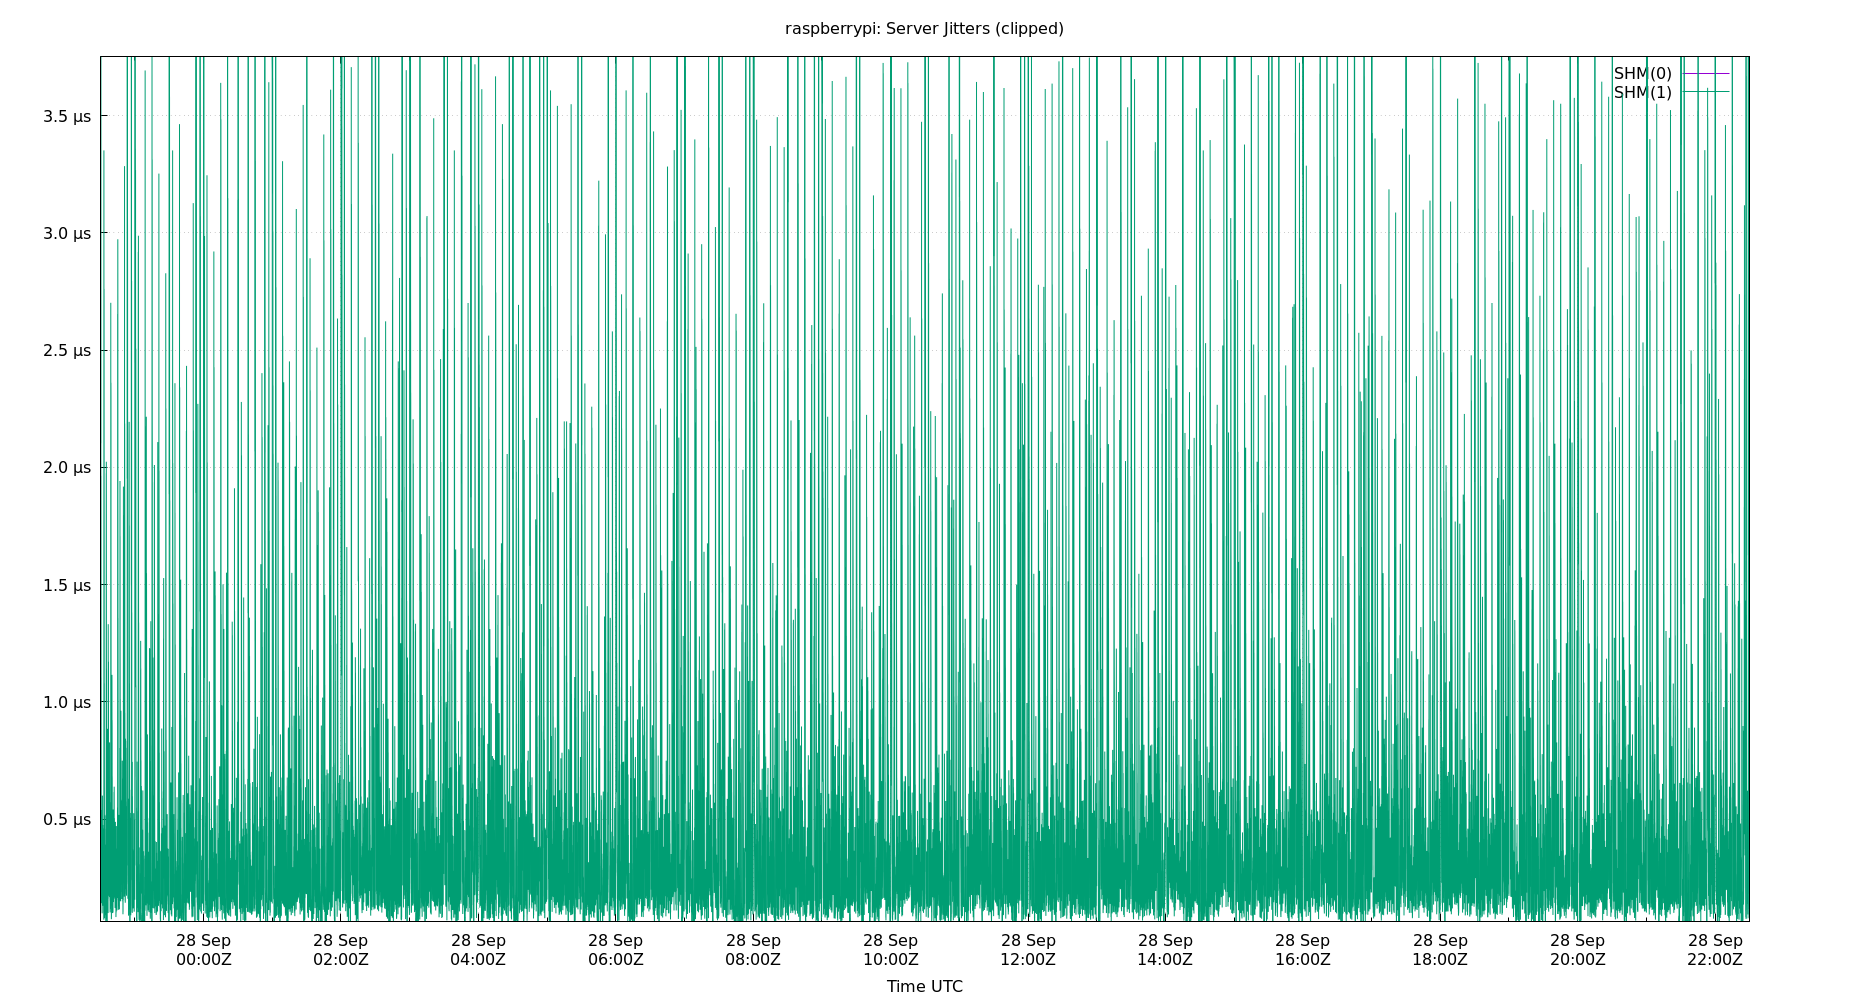 raspberrypi: Server Jitters (clipped)
SHM(0)
SHM(1)
3.5 µs
3.0 µs
2.5 µs
2.0 µs
1.5 µs
1.0 µs
0.5 µs
28 Sep 28 Sep 28 Sep 28 Sep 28 Sep 28 Sep 28 Sep 28 Sep 28 Sep 28 Sep 28 Sep 28 Sep
00:00Z 02:00Z 04:00Z 06:00Z 08:00Z 10:00Z 12:00Z 14:00Z 16:00Z 18:00Z 20:00Z 22:00Z
Time UTC